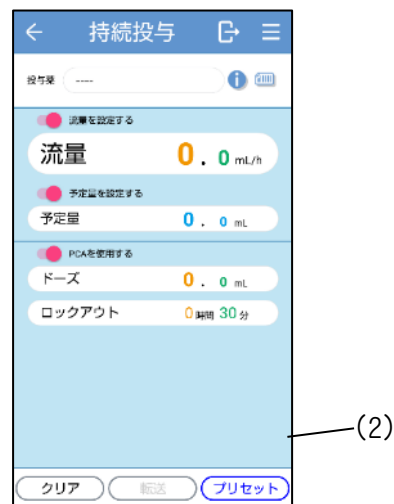 持続投与
投与薬 ----
流量を設定する
流量 0. 0 mL/h
予定量を設定する
予定量 0. 0 mL
PCAを使用する
ドーズ 0. 0 mL
ロックアウト 0時間 30分
(2)
クリア 転送 プリセット